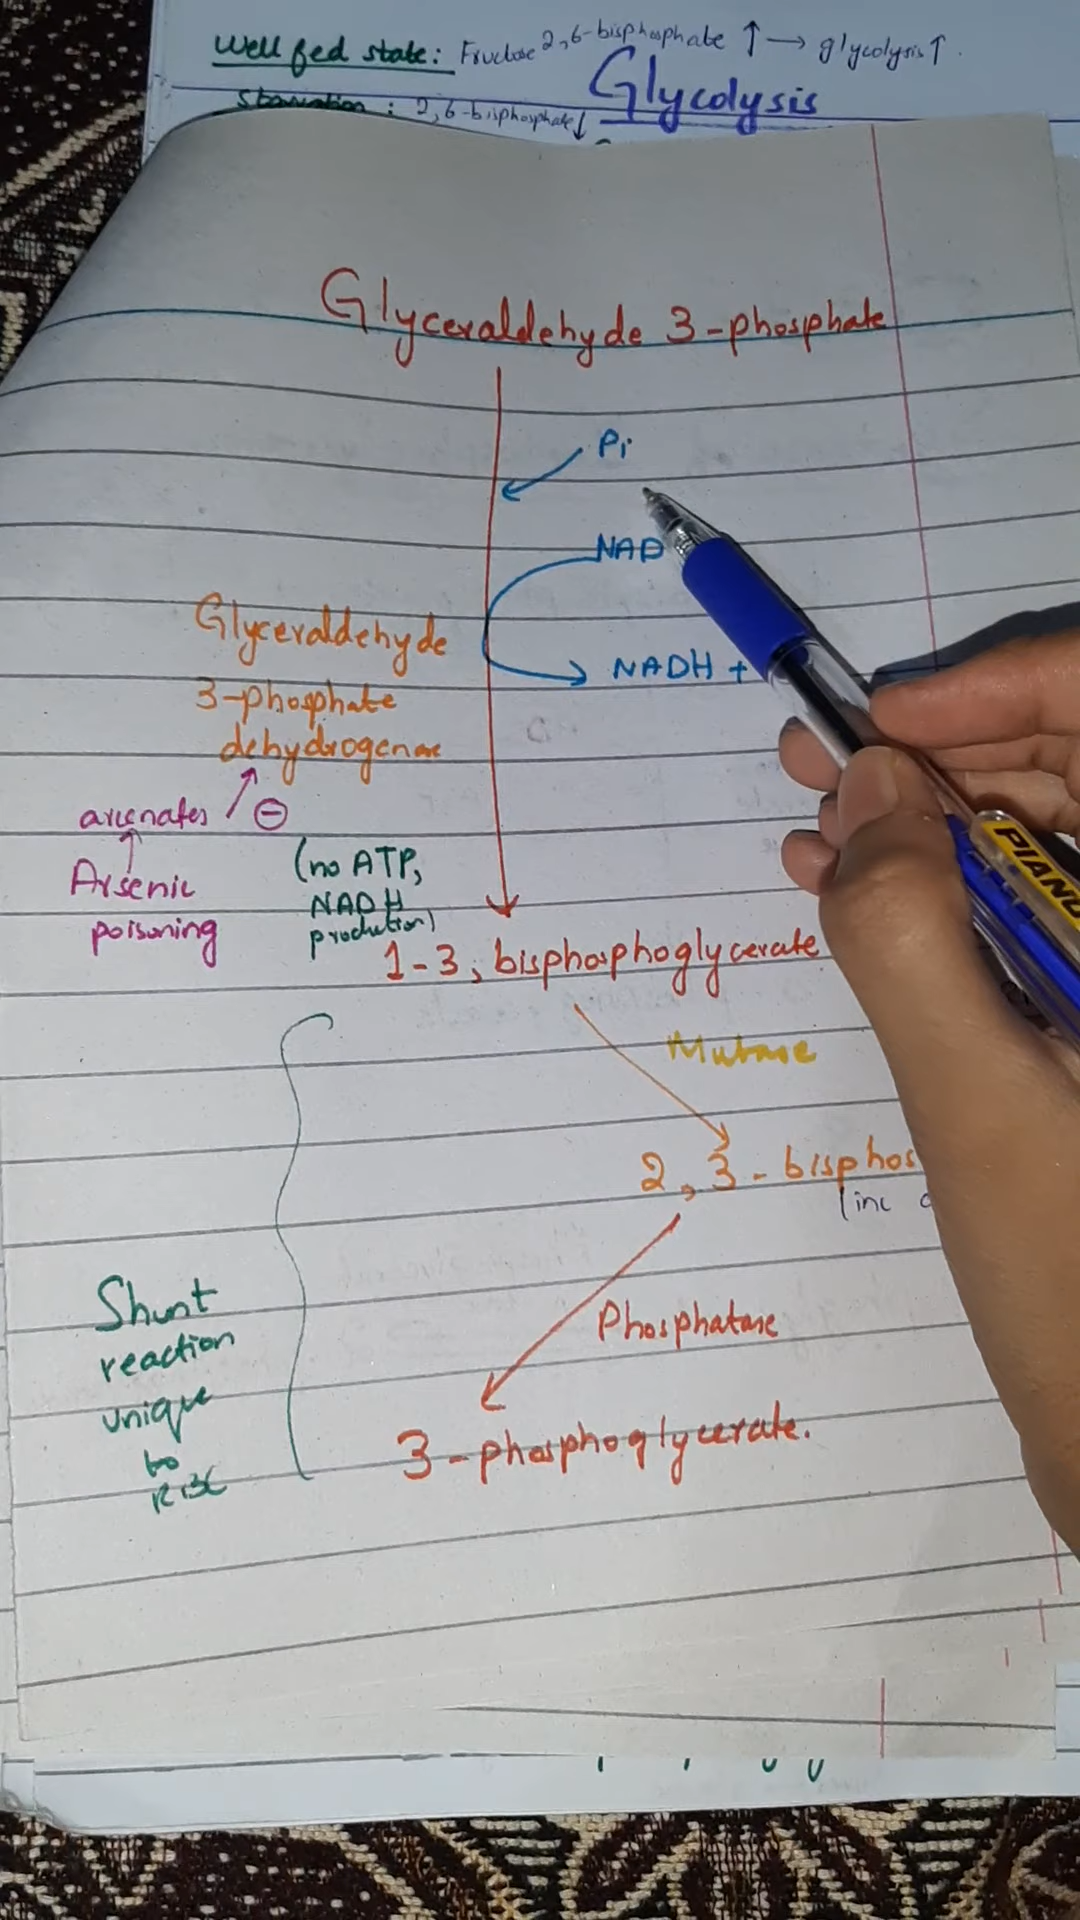 Well fed state: Fructose 2,6-bisphosphate ↑ → glycolysis ↑.
Glycolysis
Starvation : 2,6-bisphosphate ↓
Glyceraldehyde 3-phosphate
Pi
NAD
Glyceraldehyde
3-phosphate
dehydrogenase
NADH +
arsenates ⊖
Arsenic
poisoning
(no ATP,
NADH
production)
1-3, bisphosphoglycerate
Mutase
2,3-bisphos
(inc
Phosphatase
3-phosphoglycerate.
Shunt
reaction
unique
to
RBC
PIANO